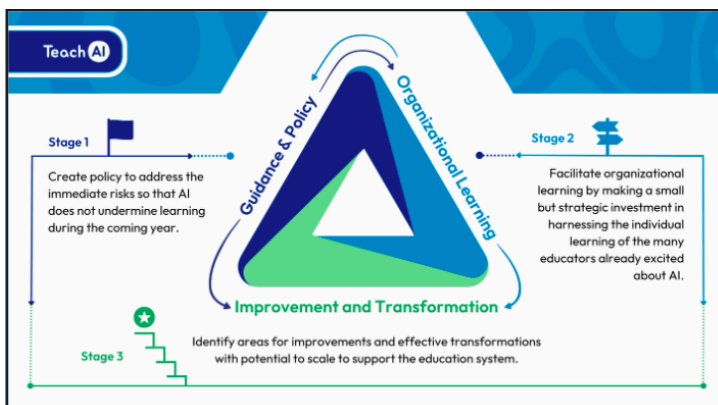 Teach AI
Guidance & Policy
Organizational Learning
Stage 1
Create policy to address the
immediate risks so that AI
does not undermine learning
during the coming year.
Stage 2
Facilitate organizational
learning by making a small
but strategic investment in
harnessing the individual
learning of the many
educators already excited
about AI.
Improvement and Transformation
Stage 3
Identify areas for improvements and effective transformations
with potential to scale to support the education system.